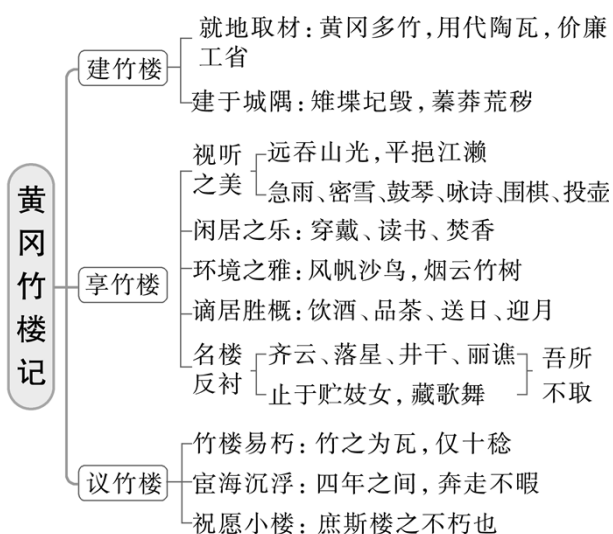 黄冈竹楼记
建竹楼
就地取材：黄冈多竹，用代陶瓦，价廉
工省
建于城隅：雉堞圮毁，蓁莽荒秽
享竹楼
视听
之美
远吞山光，平挹江濑
急雨、密雪、鼓琴、咏诗、围棋、投壶
闲居之乐：穿戴、读书、焚香
环境之雅：风帆沙鸟，烟云竹树
谪居胜概：饮酒、品茶、送日、迎月
名楼
反衬
齐云、落星、井干、丽谯
止于贮妓女，藏歌舞
吾所
不取
议竹楼
竹楼易朽：竹之为瓦，仅十稔
宦海沉浮：四年之间，奔走不暇
祝愿小楼：庶斯楼之不朽也